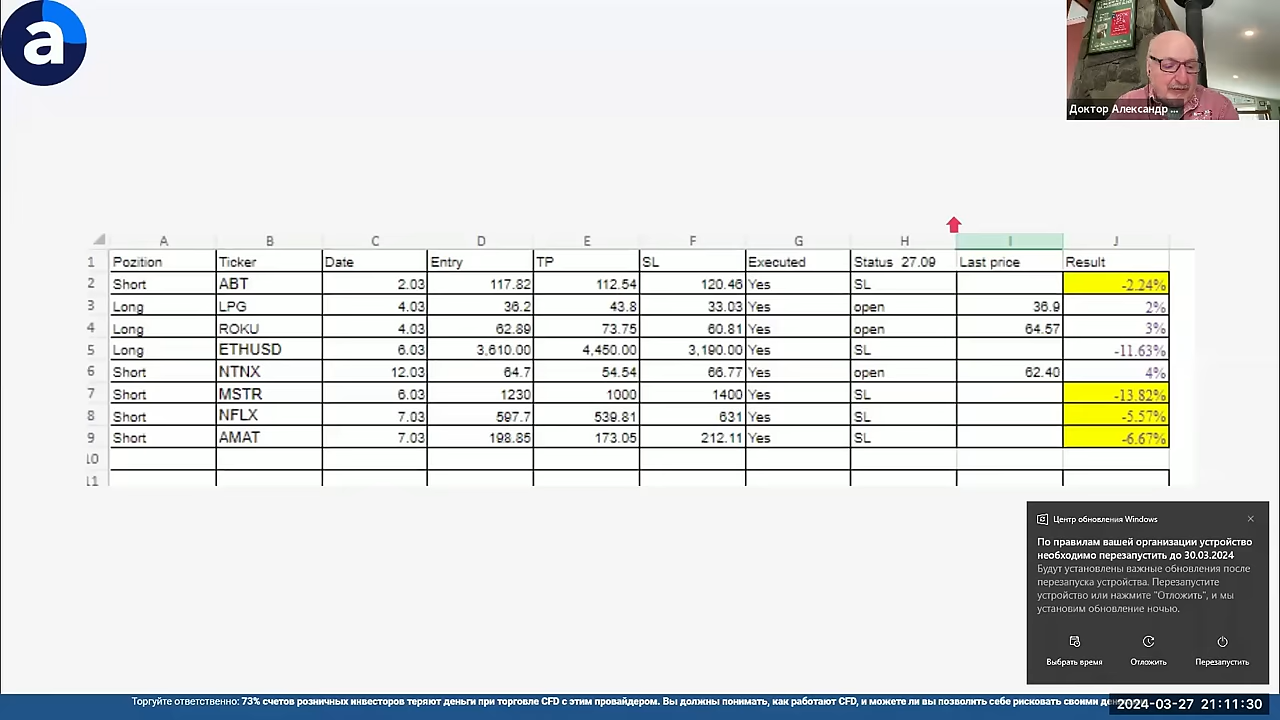 a
Доктор Александр ...
A B C D E F G H I J
1 Pozition Ticker Date Entry TP SL Executed Status 27.09 Last price Result
2 Short ABT 2.03 117.82 112.54 120.46 Yes SL -2.24%
3 Long LPG 4.03 36.2 43.8 33.03 Yes open 36.9 2%
4 Long ROKU 4.03 62.89 73.75 60.81 Yes open 64.57 3%
5 Long ETHUSD 6.03 3,610.00 4,450.00 3,190.00 Yes SL -11.63%
6 Short NTNX 12.03 64.7 54.54 66.77 Yes open 62.40 4%
7 Short MSTR 6.03 1230 1000 1400 Yes SL -13.82%
8 Short NFLX 7.03 597.7 539.81 631 Yes SL -5.57%
9 Short AMAT 7.03 198.85 173.05 212.11 Yes SL -6.67%
10
11
Центр обновления Windows
По правилам вашей организации устройство
необходимо перезапустить до 30.03.2024
Будут установлены важные обновления после
перезапуска устройства. Перезапустите
устройство или нажмите "Отложить", и мы
установим обновление ночью.
Выбрать время Отложить Перезапустить
Торгуйте ответственно: 73% счетов розничных инвесторов теряют деньги при торговле CFD с этим провайдером. Вы должны понимать, как работают CFD, и можете ли вы позволить себе рисковать своими
2024-03-27 21:11:30